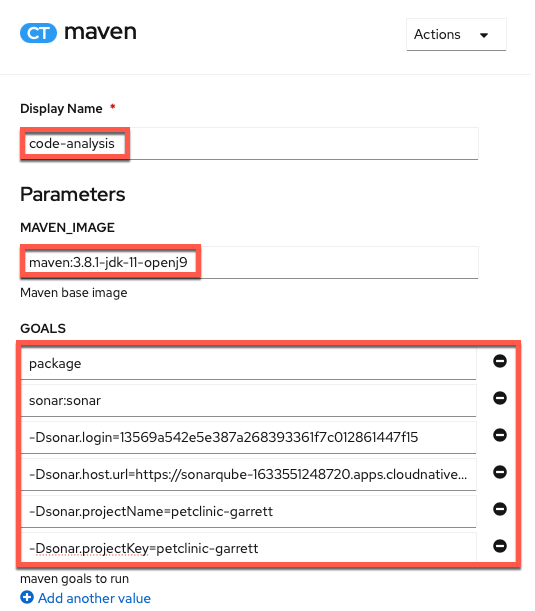 CT maven
Actions
Display Name *
code-analysis
Parameters
MAVEN_IMAGE
maven:3.8.1-jdk-11-openj9
Maven base image
GOALS
package
sonar:sonar
-Dsonar.login=13569a542e5e387a268393361f7c012861447f15
-Dsonar.host.url=https://sonarqube-1633551248720.apps.cloudnative...
-Dsonar.projectName=petclinic-garrett
-Dsonar.projectKey=petclinic-garrett
maven goals to run
Add another value